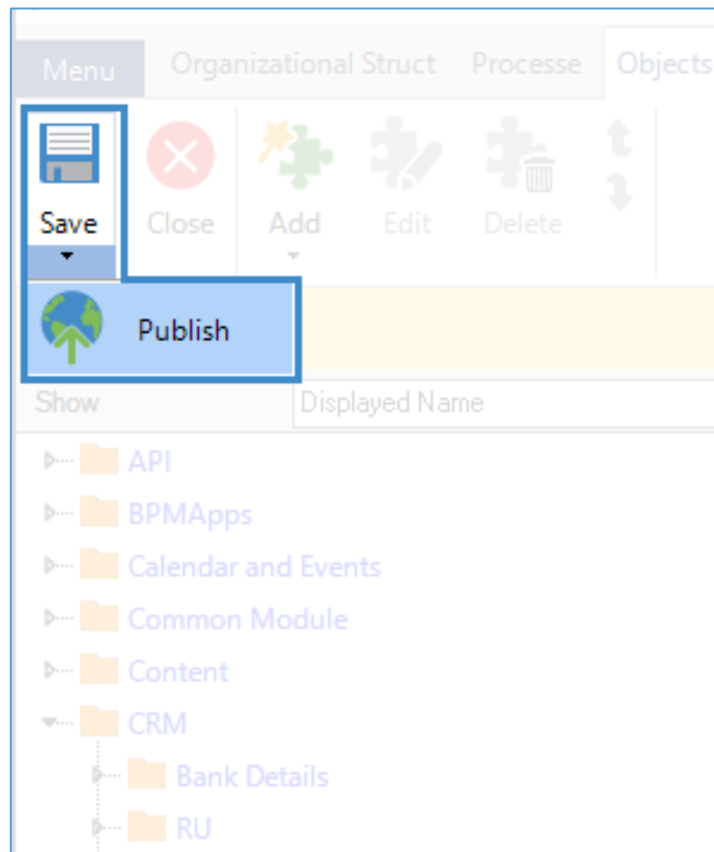 Menu Organizational Struct Processe Objects
Save Close Add Edit Delete
Publish
Show Displayed Name
API
BPMApps
Calendar and Events
Common Module
Content
CRM
Bank Details
RU